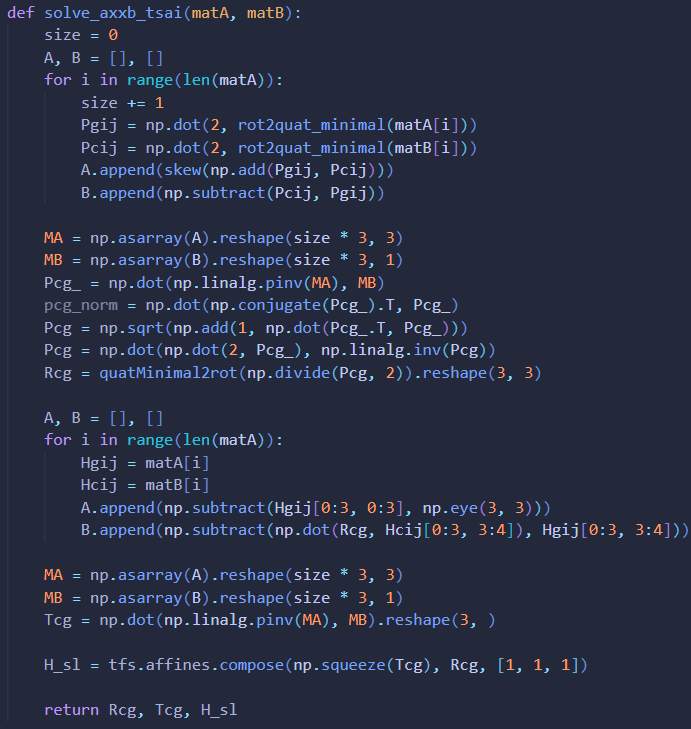 def solve_axxb_tsai(matA, matB):
    size = 0
    A, B = [], []
    for i in range(len(matA)):
        size += 1
        Pgij = np.dot(2, rot2quat_minimal(matA[i]))
        Pcij = np.dot(2, rot2quat_minimal(matB[i]))
        A.append(skew(np.add(Pgij, Pcij)))
        B.append(np.subtract(Pcij, Pgij))

    MA = np.asarray(A).reshape(size * 3, 3)
    MB = np.asarray(B).reshape(size * 3, 1)
    Pcg_ = np.dot(np.linalg.pinv(MA), MB)
    pcg_norm = np.dot(np.conjugate(Pcg_).T, Pcg_)
    Pcg = np.sqrt(np.add(1, np.dot(Pcg_.T, Pcg_)))
    Pcg = np.dot(np.dot(2, Pcg_), np.linalg.inv(Pcg))
    Rcg = quatMinimal2rot(np.divide(Pcg, 2)).reshape(3, 3)

    A, B = [], []
    for i in range(len(matA)):
        Hgij = matA[i]
        Hcij = matB[i]
        A.append(np.subtract(Hgij[0:3, 0:3], np.eye(3, 3)))
        B.append(np.subtract(np.dot(Rcg, Hcij[0:3, 3:4]), Hgij[0:3, 3:4]))

    MA = np.asarray(A).reshape(size * 3, 3)
    MB = np.asarray(B).reshape(size * 3, 1)
    Tcg = np.dot(np.linalg.pinv(MA), MB).reshape(3, )

    H_sl = tfs.affines.compose(np.squeeze(Tcg), Rcg, [1, 1, 1])

    return Rcg, Tcg, H_sl